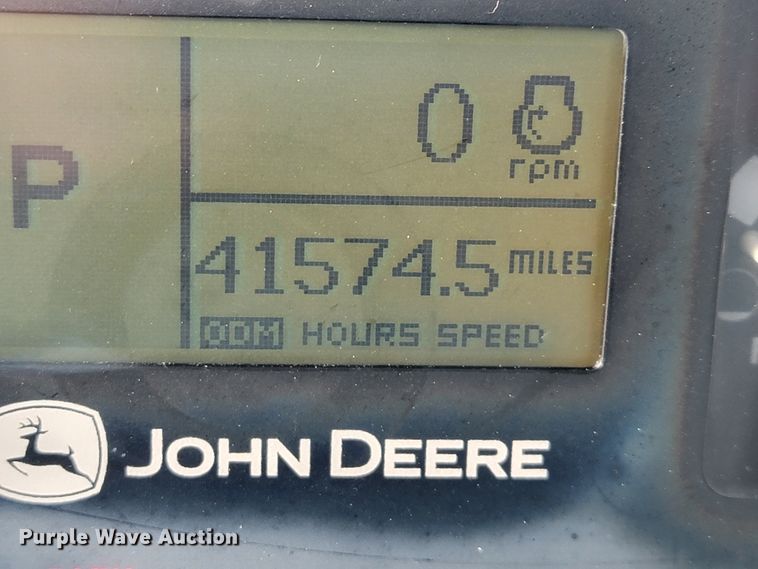 P
0
rpm
41574.5 MILES
ODM HOURS SPEED
JOHN DEERE
Purple Wave Auction